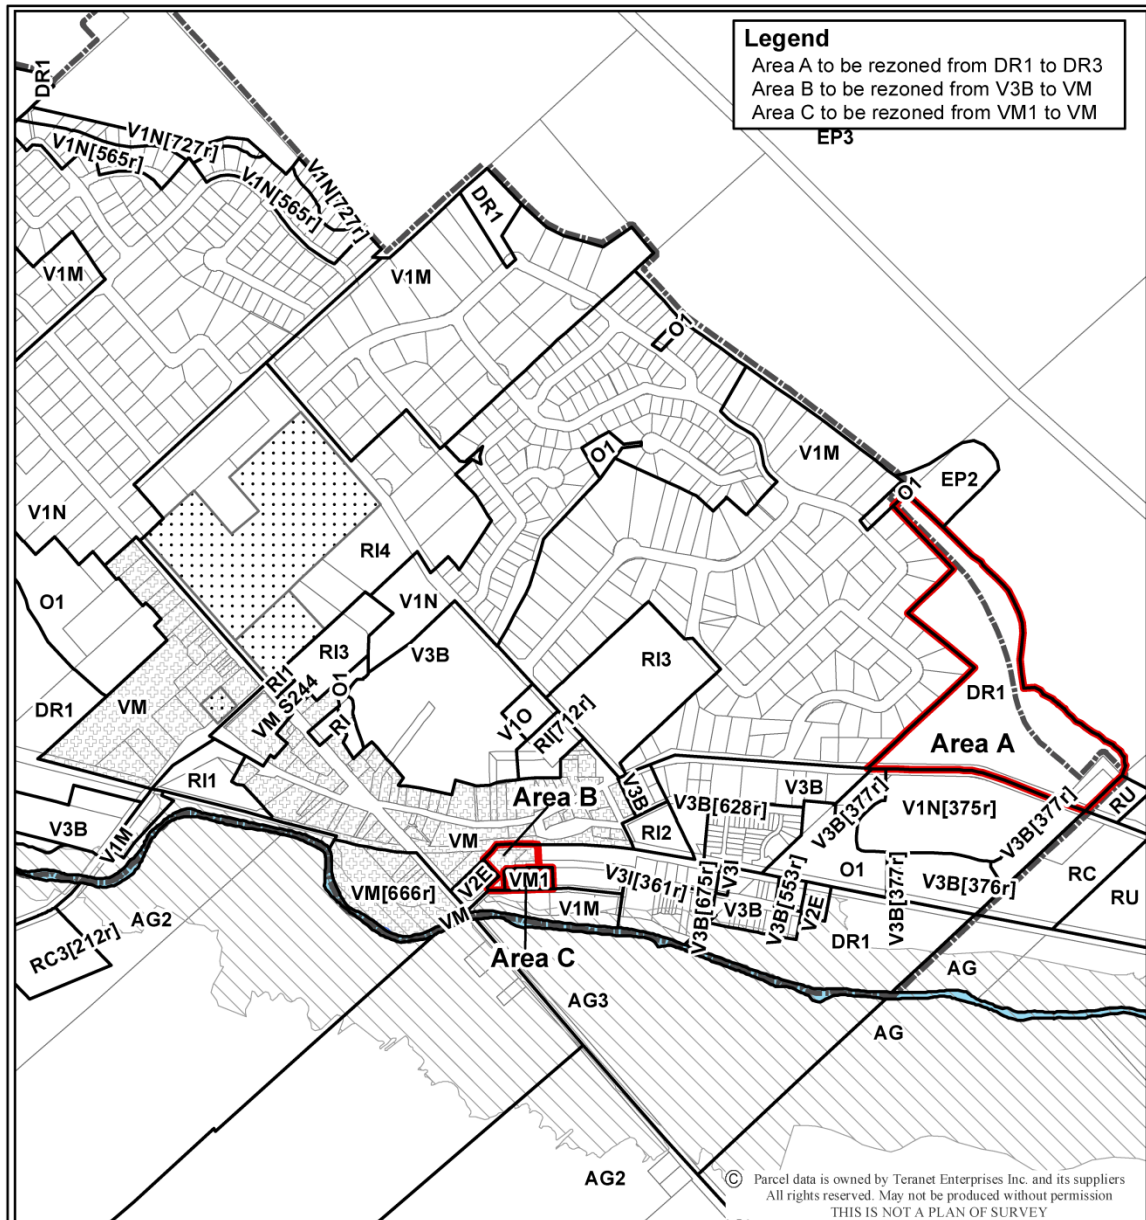 Legend
Area A to be rezoned from DR1 to DR3
Area B to be rezoned from V3B to VM
Area C to be rezoned from VM1 to VM
EP3
DR1
V1N[727r]
V1N[565r]
V1N[727r]
V1N[565r]
DR1
V1M
V1M
O1
V1M
O1
EP2
O1
V1N
RI4
V1N
O1
RI3
V3B
RI3
RI1
O1
DR1
VM
VM S244
RI
V1O
RI1[712r]
DR1
Area A
RI1
Area B
V3B
V3B
V3B[628r]
V3B[377r]
V1N[375r]
V3B[377r]
RU
V3B
V1M
VM
RI2
V2E
VM1
VM[666r]
V3I[361r]
V3I
O1
V3B[376r]
RC
RU
V3B[675r]
V3B
V3B[553r]
V2E
V3B[377r]
V1M
VM
AG2
DR1
RC3[212r]
Area C
AG
AG3
AG
AG2
© Parcel data is owned by Teranet Enterprises Inc. and its suppliers
All rights reserved. May not be produced without permission
THIS IS NOT A PLAN OF SURVEY